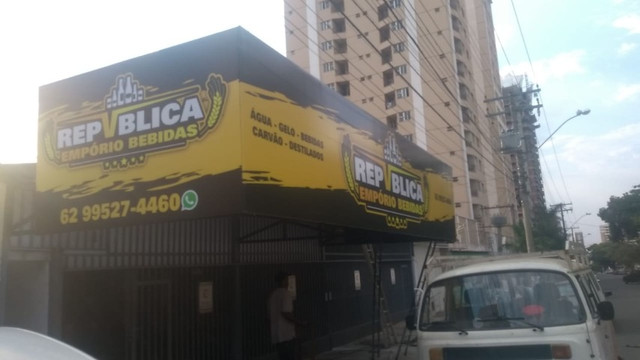 REPVBLICA
EMPÓRIO BEBIDAS
62 99527-4460
ÁGUA - GELO - BEBIDAS
CARVÃO - DESTILADOS
REPVBLICA
EMPÓRIO BEBIDAS